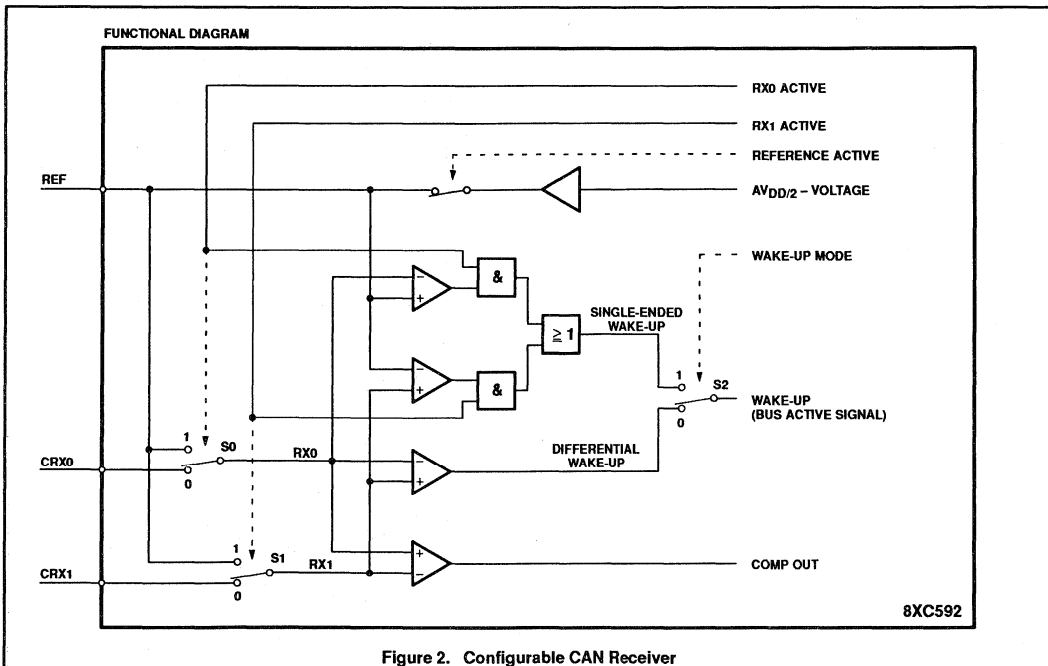 FUNCTIONAL DIAGRAM
RX0 ACTIVE
RX1 ACTIVE
REFERENCE ACTIVE
REF
AVDD/2 – VOLTAGE
WAKE-UP MODE
−
+
&
SINGLE-ENDED
WAKE-UP
≥ 1
−
+
&
1
S2
0
WAKE-UP
(BUS ACTIVE SIGNAL)
1
S0
RX0
CRX0
0
−
+
DIFFERENTIAL
WAKE-UP
1
S1
RX1
CRX1
0
+
−
COMP OUT
8XC592
Figure 2. Configurable CAN Receiver